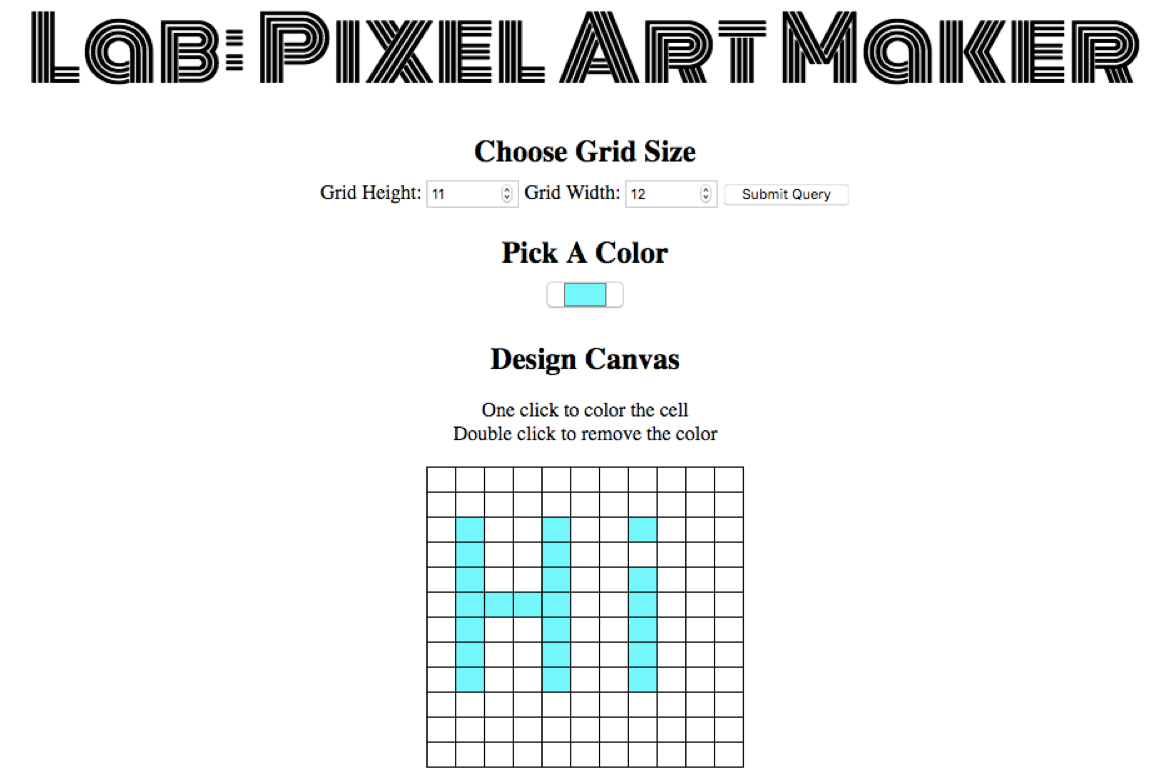 Lab: Pixel Art Maker
Choose Grid Size
Grid Height: 11 Grid Width: 12 Submit Query
Pick A Color
Design Canvas
One click to color the cell
Double click to remove the color
Hi